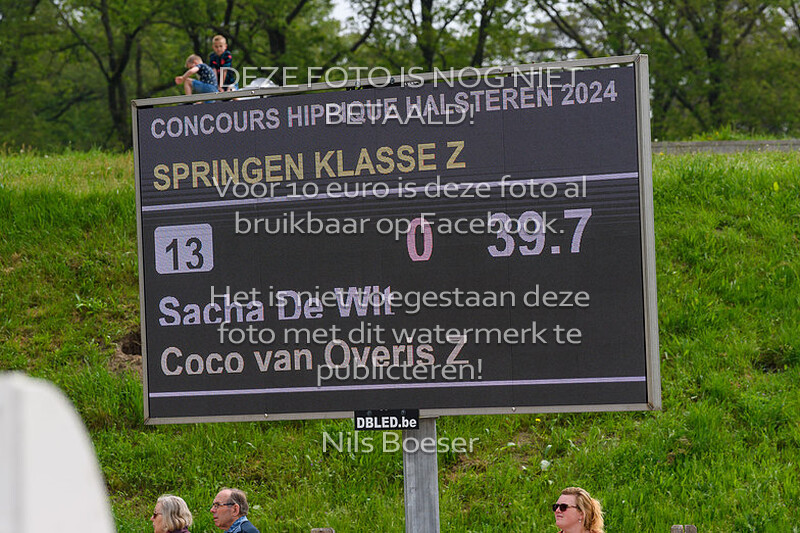 DEZE FOTO IS NOG NIET
BETAALD!
CONCOURS HIPPIQUE HALSTEREN 2024
SPRINGEN KLASSE Z
Voor 10 euro is deze foto al
bruikbaar op Facebook.
13 0 39.7
Het is niet toegestaan deze
Sacha De Wit
foto met dit watermerk te
Coco van Overis Z
publiceren!
DBLED.be
Nils Boeser